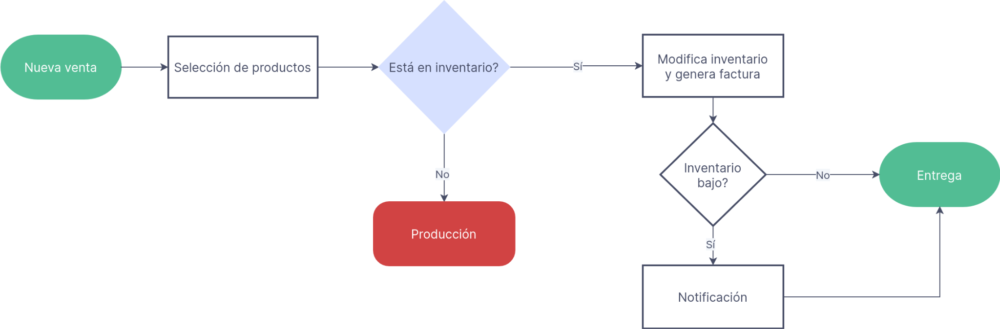 Nueva venta
Selección de productos
Está en inventario?
Sí
Modifica inventario
y genera factura
No
Inventario
bajo?
No
Entrega
Producción
Sí
Notificación